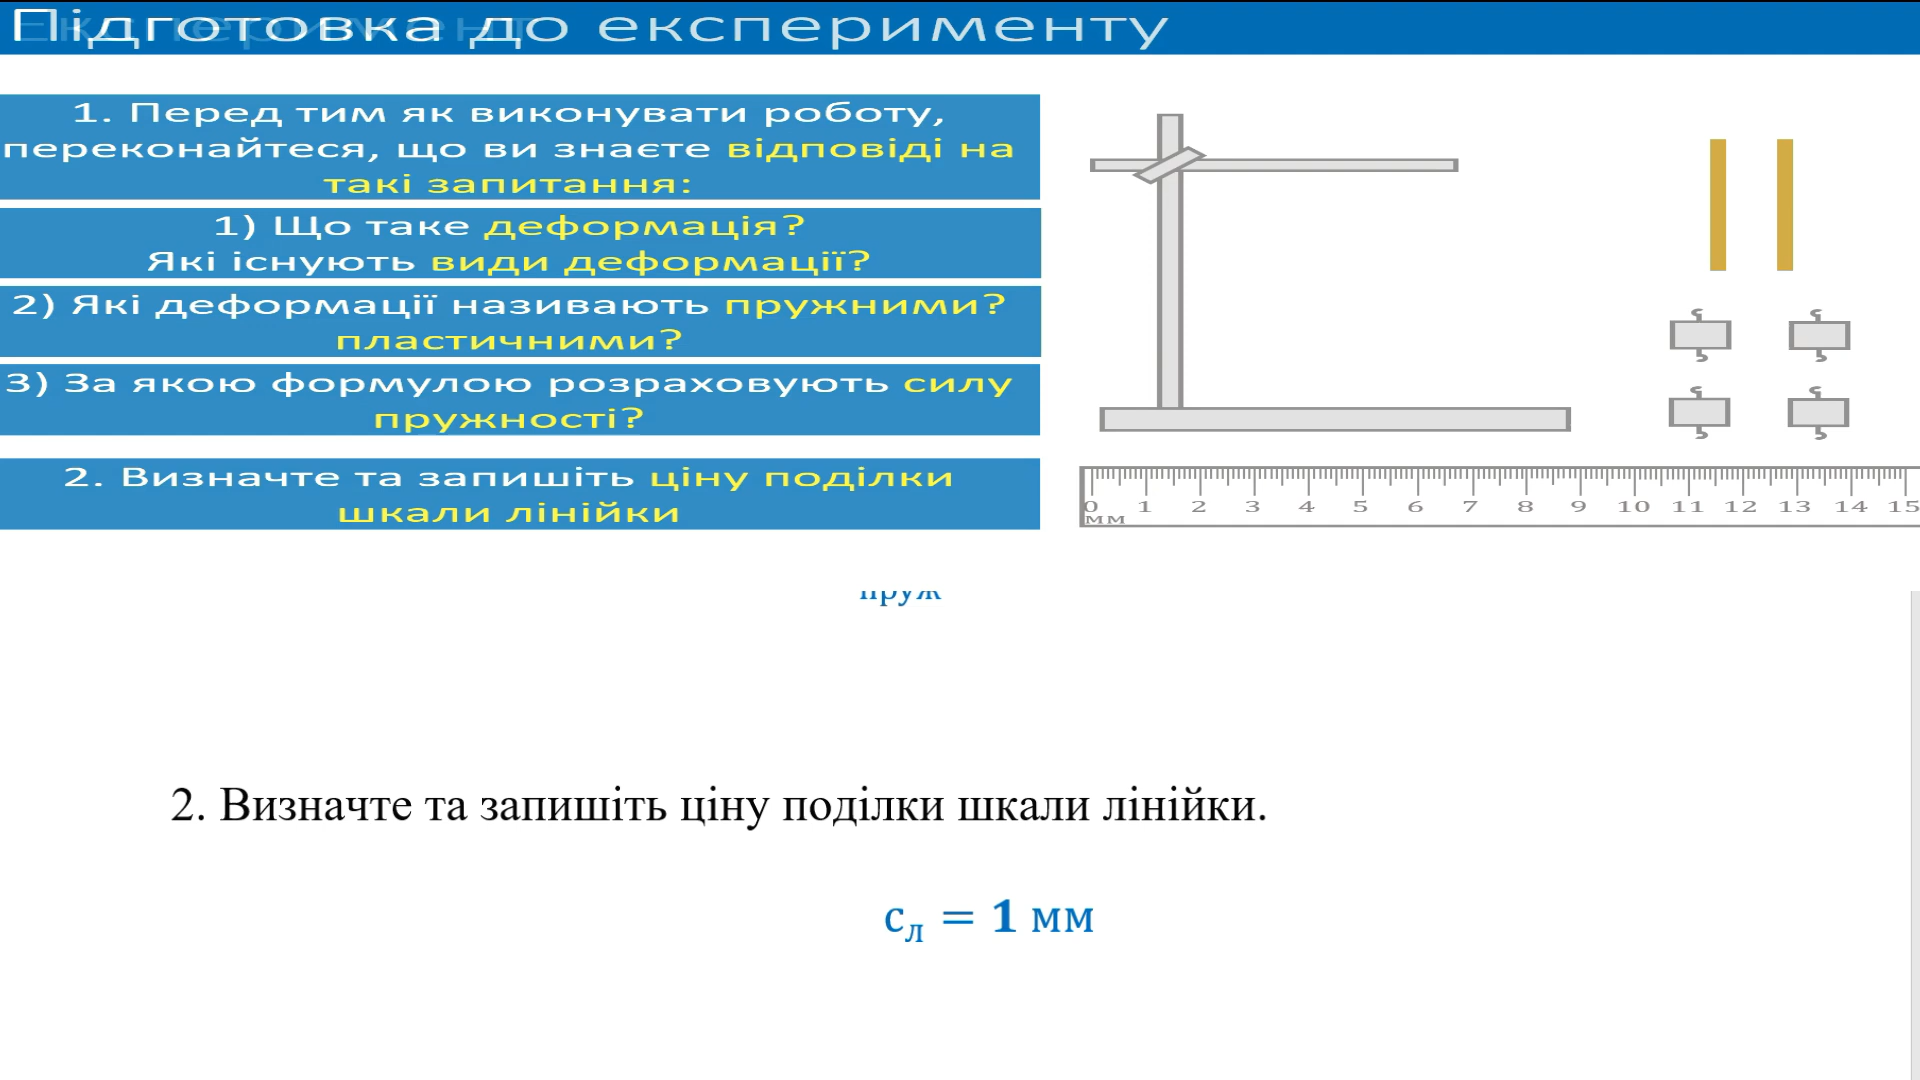 Підготовка до експерименту
1. Перед тим як виконувати роботу,
переконайтеся, що ви знаєте відповіді на
такі запитання:
1) Що таке деформація?
Які існують види деформації?
2) Які деформації називають пружними?
пластичними?
3) За якою формулою розраховують силу
пружності?
2. Визначте та запишіть ціну поділки
шкали лінійки
0 1 2 3 4 5 6 7 8 9 10 11 12 13 14 15
мм
пруж
2. Визначте та запишіть ціну поділки шкали лінійки.
сл = 1 мм